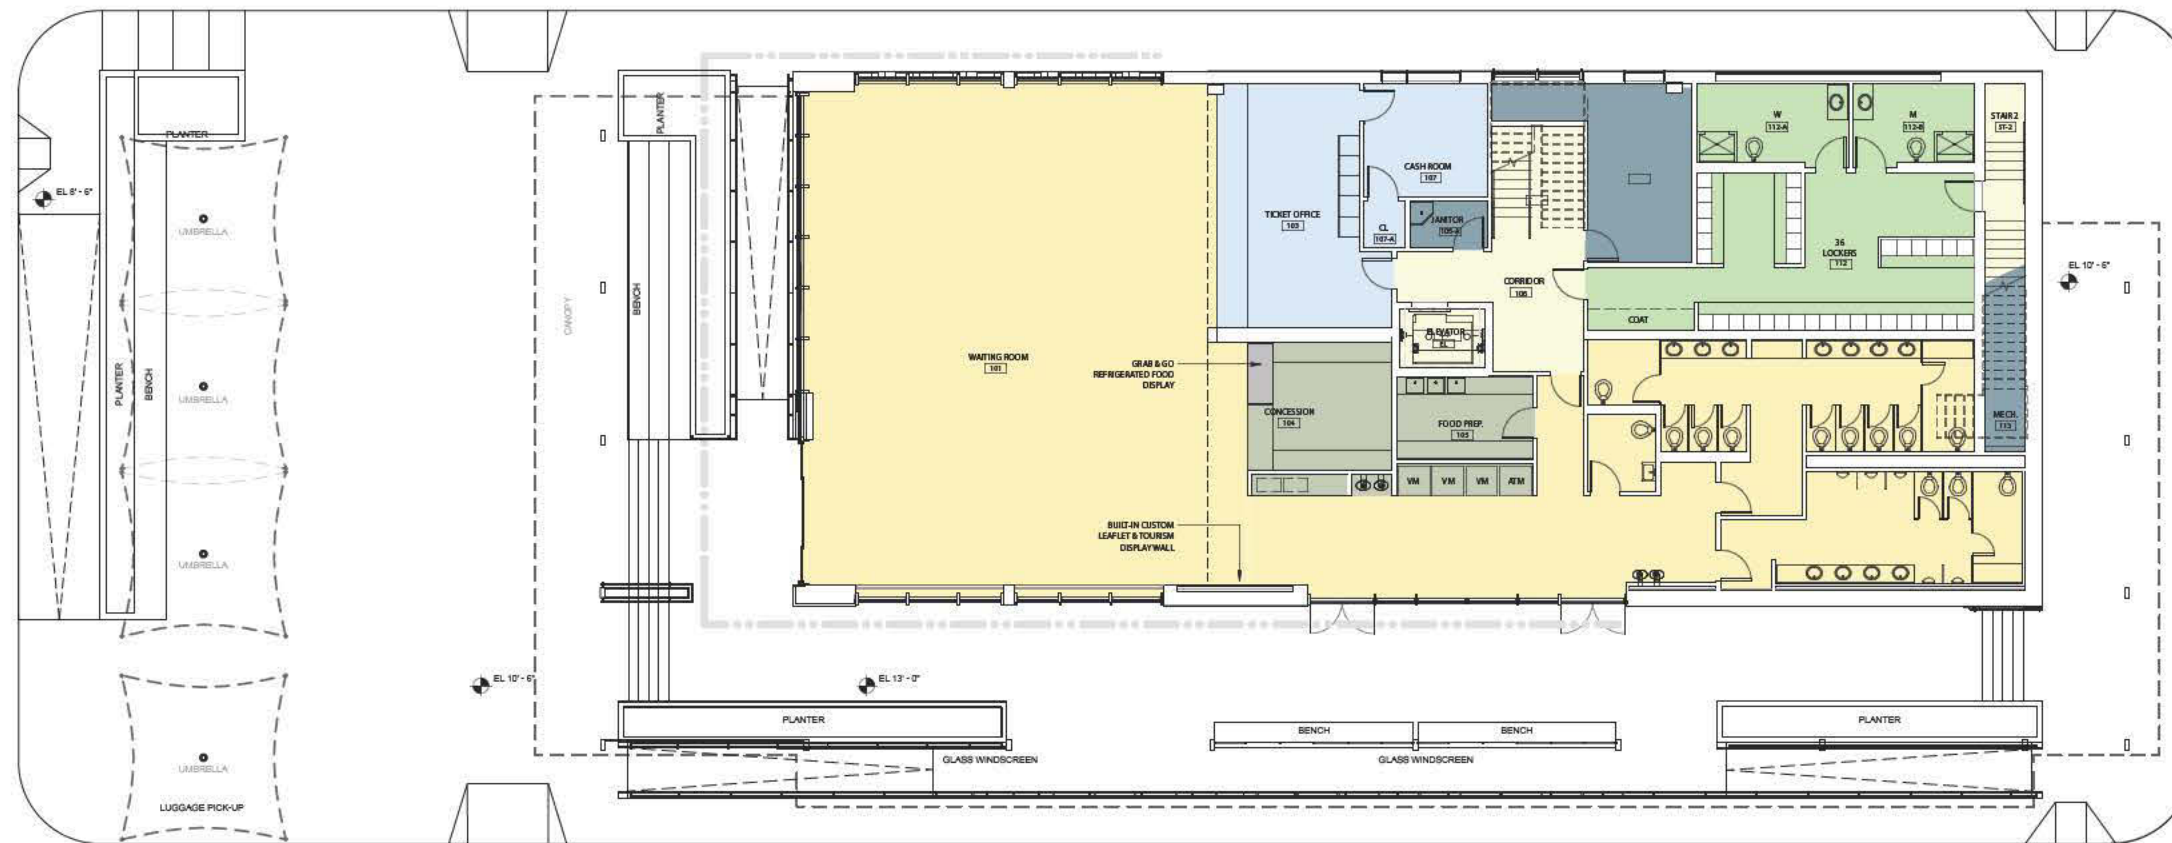 PLANTER
EL 8' - 6"
UMBRELLA
UMBRELLA
UMBRELLA
PLANTER
BENCH
UMBRELLA
LUGGAGE PICK-UP
EL 10' - 6"
CANOPY
PLANTER
BENCH
EL 13' - 0"
PLANTER
GLASS WINDSCREEN
WAITING ROOM
101
GRAB & GO
REFRIGERATED FOOD
DISPLAY
BUILT-IN CUSTOM
LEAFLET & TOURISM
DISPLAY WALL
TICKET OFFICE
103
CASH ROOM
107
CL
107-A
JANITOR
CORRIDOR
106
ELEVATOR
EL
CONCESSION
104
FOOD PREP.
105
VM
VM
VM
ATM
W
112-A
M
112-B
STAIR 2
ST-2
36
LOCKERS
112
COAT
MECH.
113
EL 10' - 6"
BENCH
BENCH
GLASS WINDSCREEN
PLANTER